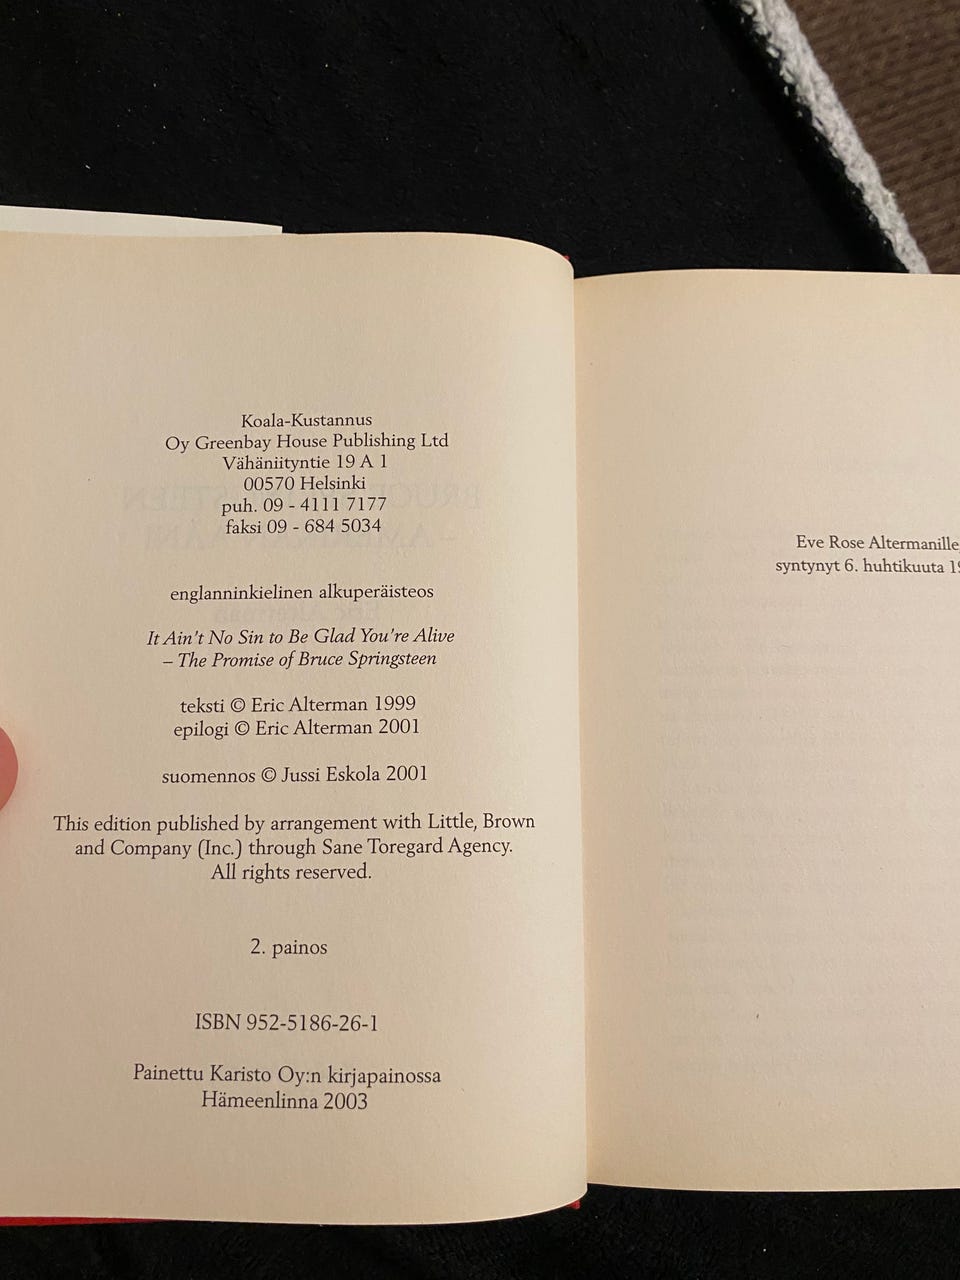 Koala-Kustannus
Oy Greenbay House Publishing Ltd
Vähäniityntie 19 A 1
00570 Helsinki
puh. 09 - 4111 7177
faksi 09 - 684 5034
englanninkielinen alkuperäisteos
It Ain't No Sin to Be Glad You're Alive
– The Promise of Bruce Springsteen
teksti © Eric Alterman 1999
epilogi © Eric Alterman 2001
suomennos © Jussi Eskola 2001
This edition published by arrangement with Little, Brown
and Company (Inc.) through Sane Toregard Agency.
All rights reserved.
2. painos
ISBN 952-5186-26-1
Painettu Karisto Oy:n kirjapainossa
Hämeenlinna 2003
Eve Rose Altermanille
syntynyt 6. huhtikuuta